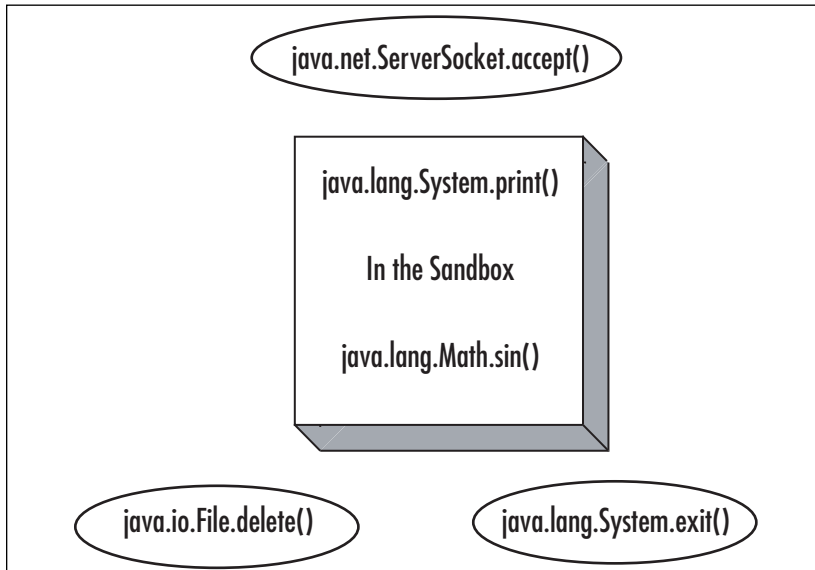 java.net.ServerSocket.accept()
java.lang.System.print()
In the Sandbox
java.lang.Math.sin()
java.io.File.delete()
java.lang.System.exit()